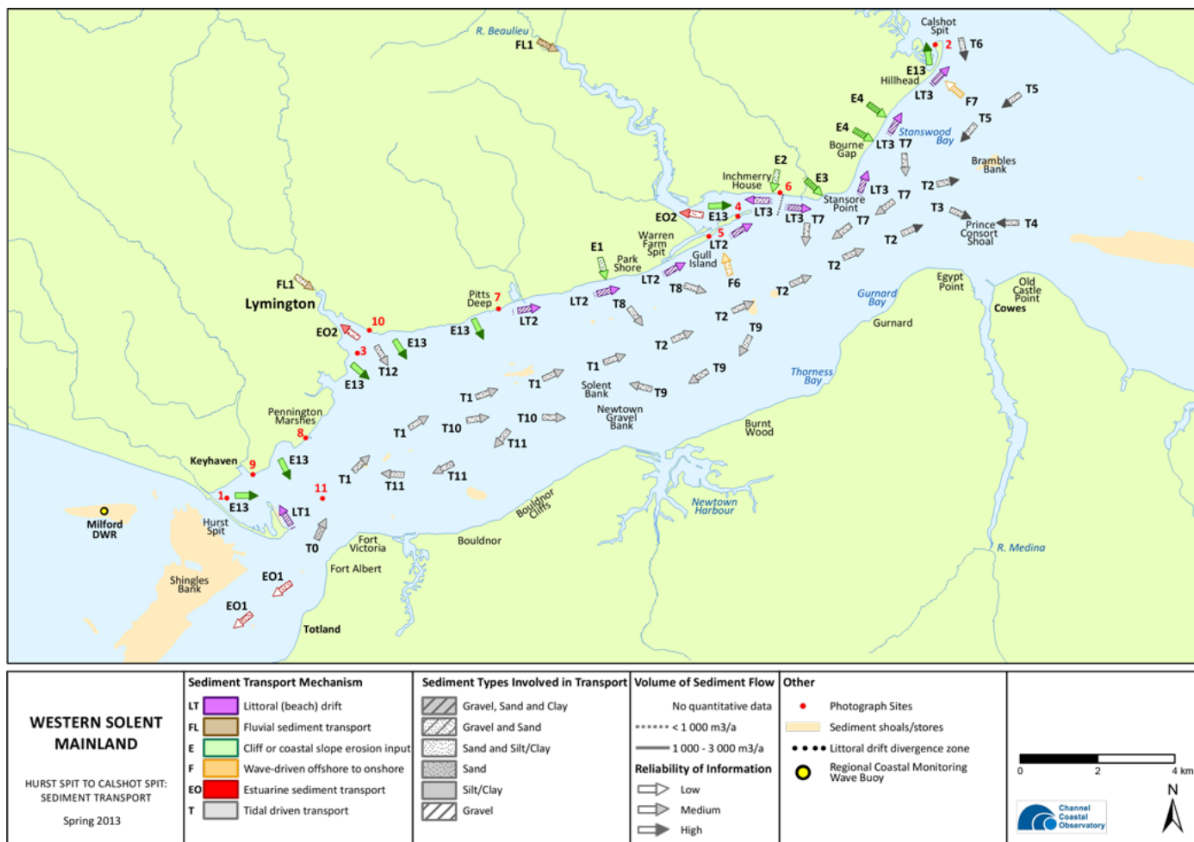 Calshot
Spit
2
T6
R. Beaulieu
FL1
E13
Hillhead
LT3
F7
T5
E4
T5
E4
Stanswood
Bay
LT3
Bourne
Gap
T7
Brambles
Bank
E2
Inchmerry
House
6
E3
T2
LT3
T7
Stansore
Point
EO2
E13
4
LT3
LT3
T7
T3
T4
Prince
Consort
Shoal
T7
T2
Warren
Farm
Spit
5
LT2
Gull
Island
E1
Park
Shore
T2
FL1
Lymington
Pitts
Deep
7
LT2
LT2
LT2
T8
F6
T2
Gurnard
Bay
Egypt
Point
Old
Castle
Point
Cowes
T8
T2
Gurnard
EO2
10
E13
E13
T9
3
T12
T2
E13
T1
T9
Thorness
Bay
T1
Solent
Bank
T9
T1
Newtown
Gravel
Bank
Pennington
Marshes
8
T1
T10
T10
T11
Burnt
Wood
Keyhaven
9
E13
T1
T11
T11
1
E13
11
Hurst
Spit
LT1
T0
Bouldnor
Cliffs
Newtown
Harbour
Milford
DWR
Fort
Victoria
Bouldnor
R. Medina
Shingles
Bank
EO1
Fort Albert
EO1
Totland
WESTERN SOLENT
MAINLAND
HURST SPIT TO CALSHOT SPIT:
SEDIMENT TRANSPORT
Spring 2013
Sediment Transport Mechanism
LT Littoral (beach) drift
FL Fluvial sediment transport
E Cliff or coastal slope erosion input
F Wave-driven offshore to onshore
EO Estuarine sediment transport
T Tidal driven transport
Sediment Types Involved in Transport
Gravel, Sand and Clay
Gravel and Sand
Sand and Silt/Clay
Sand
Silt/Clay
Gravel
Volume of Sediment Flow
No quantitative data
< 1 000 m3/a
1 000 - 3 000 m3/a
Reliability of Information
Low
Medium
High
Other
Photograph Sites
Sediment shoals/stores
Littoral drift divergence zone
Regional Coastal Monitoring
Wave Buoy
0 2 4 km
N
Channel
Coastal
Observatory